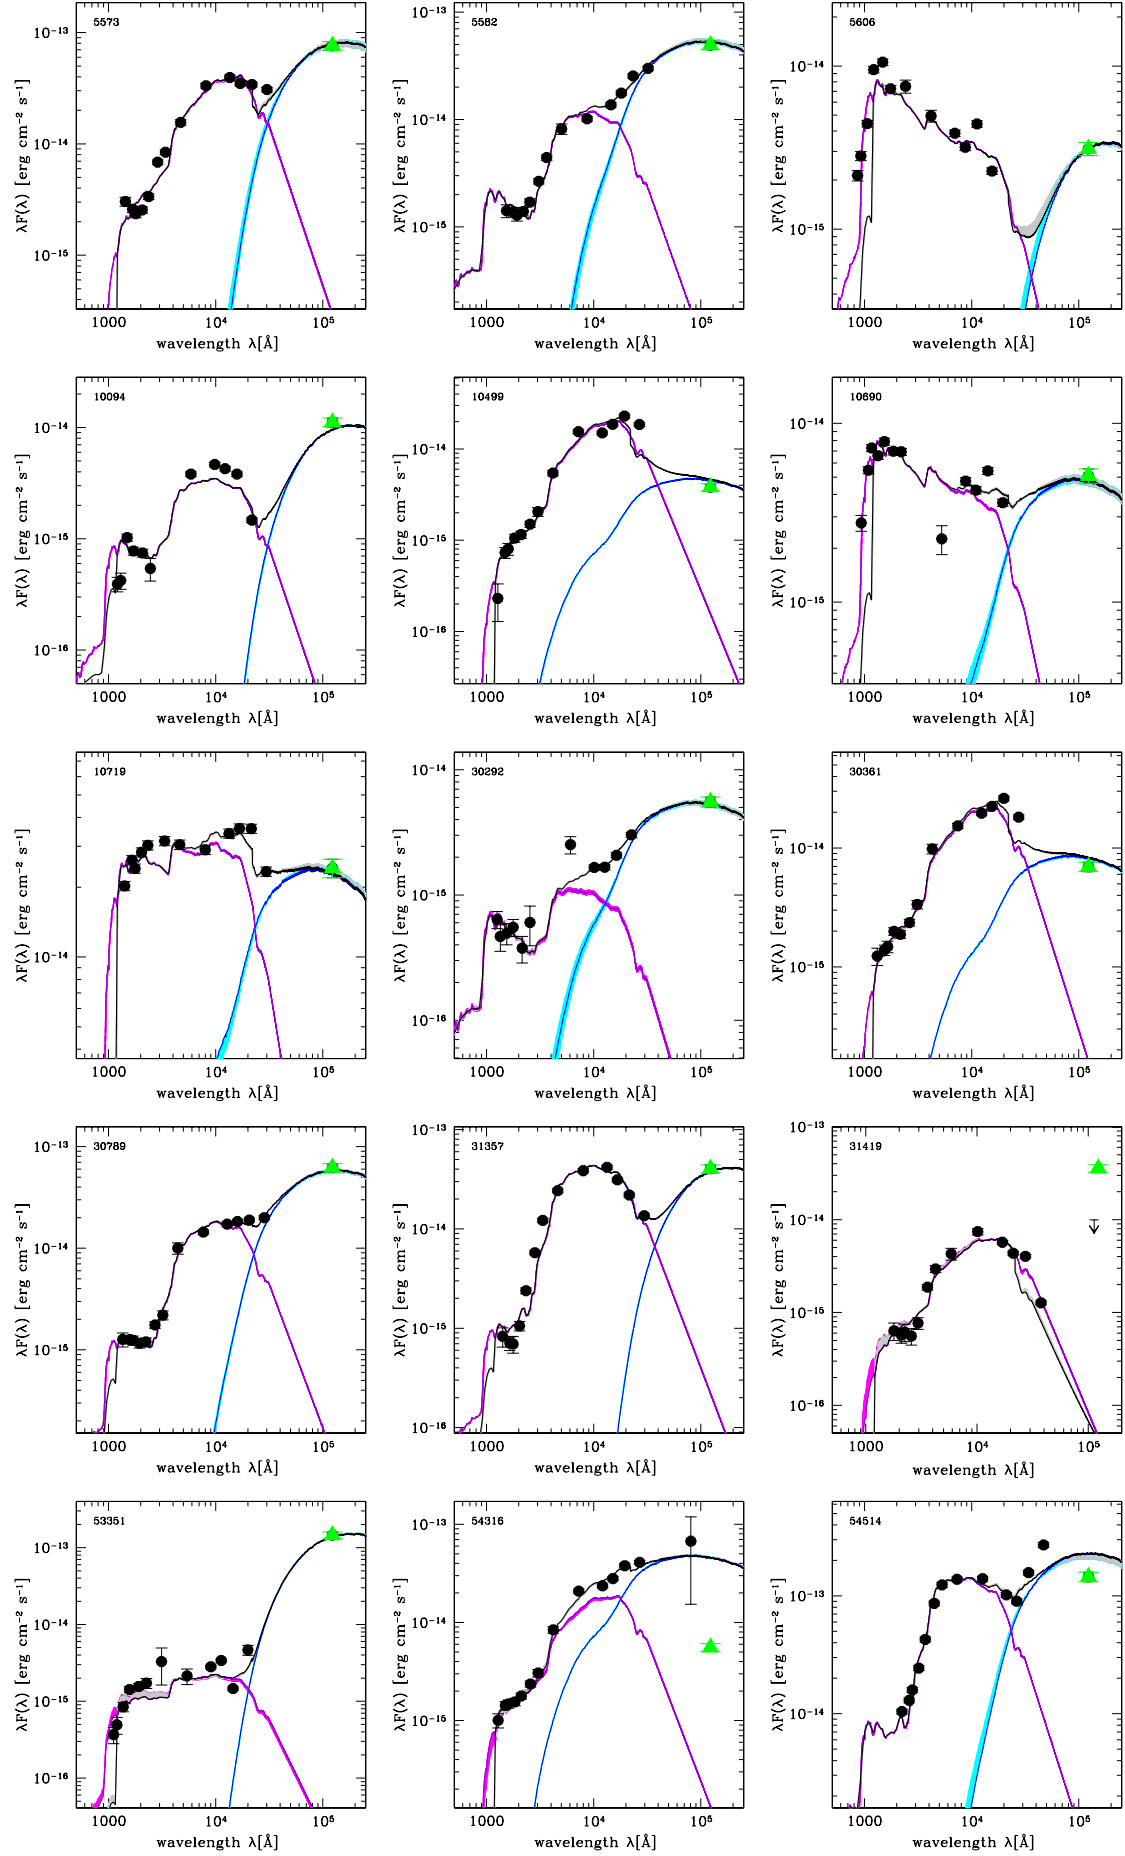 5573
10⁻¹³
10⁻¹⁴
10⁻¹⁵
λF(λ) [erg cm⁻² s⁻¹]
1000 10⁴ 10⁵
wavelength λ[Å]
5582
10⁻¹³
10⁻¹⁴
10⁻¹⁵
λF(λ) [erg cm⁻² s⁻¹]
1000 10⁴ 10⁵
wavelength λ[Å]
5606
10⁻¹⁴
10⁻¹⁵
λF(λ) [erg cm⁻² s⁻¹]
1000 10⁴ 10⁵
wavelength λ[Å]
10094
10⁻¹⁴
10⁻¹⁵
10⁻¹⁶
λF(λ) [erg cm⁻² s⁻¹]
1000 10⁴ 10⁵
wavelength λ[Å]
10499
10⁻¹⁴
10⁻¹⁵
10⁻¹⁶
λF(λ) [erg cm⁻² s⁻¹]
1000 10⁴ 10⁵
wavelength λ[Å]
10690
10⁻¹⁴
10⁻¹⁵
λF(λ) [erg cm⁻² s⁻¹]
1000 10⁴ 10⁵
wavelength λ[Å]
10719
10⁻¹⁴
λF(λ) [erg cm⁻² s⁻¹]
1000 10⁴ 10⁵
wavelength λ[Å]
30292
10⁻¹⁴
10⁻¹⁵
10⁻¹⁶
λF(λ) [erg cm⁻² s⁻¹]
1000 10⁴ 10⁵
wavelength λ[Å]
30361
10⁻¹⁴
10⁻¹⁵
λF(λ) [erg cm⁻² s⁻¹]
1000 10⁴ 10⁵
wavelength λ[Å]
30789
10⁻¹³
10⁻¹⁴
10⁻¹⁵
λF(λ) [erg cm⁻² s⁻¹]
1000 10⁴ 10⁵
wavelength λ[Å]
31357
10⁻¹³
10⁻¹⁴
10⁻¹⁵
10⁻¹⁶
λF(λ) [erg cm⁻² s⁻¹]
1000 10⁴ 10⁵
wavelength λ[Å]
31419
10⁻¹³
10⁻¹⁴
10⁻¹⁵
10⁻¹⁶
λF(λ) [erg cm⁻² s⁻¹]
1000 10⁴ 10⁵
wavelength λ[Å]
53351
10⁻¹³
10⁻¹⁴
10⁻¹⁵
10⁻¹⁶
λF(λ) [erg cm⁻² s⁻¹]
1000 10⁴ 10⁵
wavelength λ[Å]
54316
10⁻¹³
10⁻¹⁴
10⁻¹⁵
λF(λ) [erg cm⁻² s⁻¹]
1000 10⁴ 10⁵
wavelength λ[Å]
54514
10⁻¹³
10⁻¹⁴
λF(λ) [erg cm⁻² s⁻¹]
1000 10⁴ 10⁵
wavelength λ[Å]